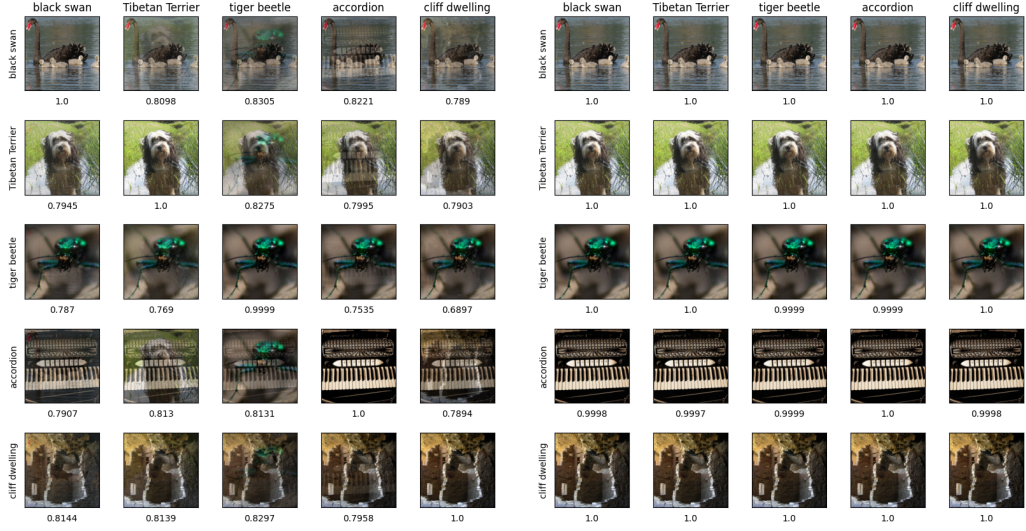 black swan Tibetan Terrier tiger beetle accordion cliff dwelling black swan Tibetan Terrier tiger beetle accordion cliff dwelling
black swan black swan
1.0 0.8098 0.8305 0.8221 0.789 1.0 1.0 1.0 1.0 1.0
Tibetan Terrier Tibetan Terrier
0.7945 1.0 0.8275 0.7995 0.7903 1.0 1.0 1.0 1.0 1.0
tiger beetle tiger beetle
0.787 0.769 0.9999 0.7535 0.6897 1.0 1.0 0.9999 0.9999 1.0
accordion accordion
0.7907 0.813 0.8131 1.0 0.7894 0.9998 0.9997 0.9999 1.0 0.9998
cliff dwelling cliff dwelling
0.8144 0.8139 0.8297 0.7958 1.0 1.0 1.0 1.0 1.0 1.0